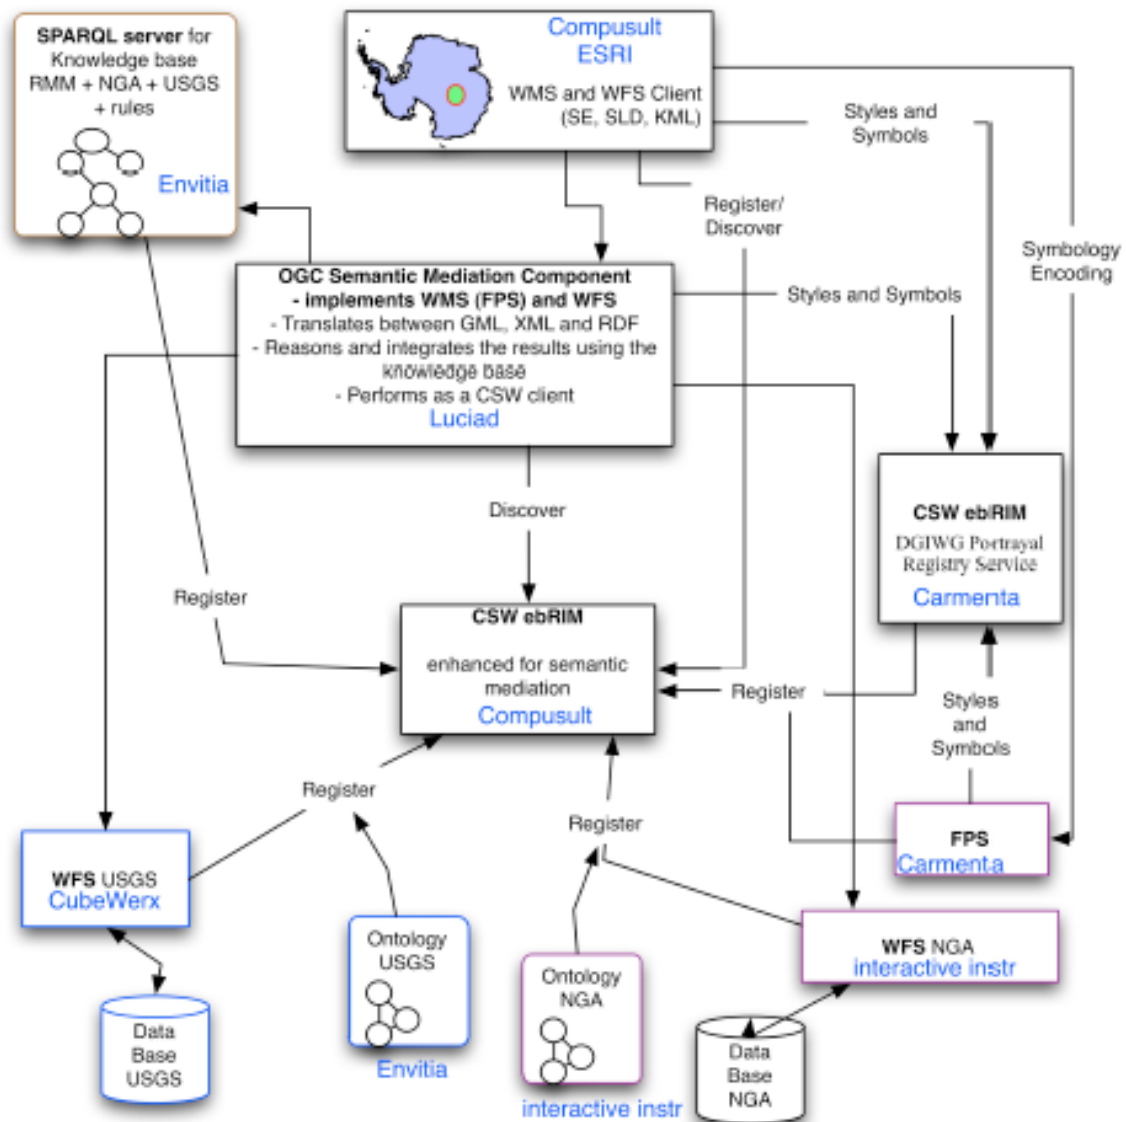 SPARQL server for
Knowledge base
RMM + NGA + USGS
+ rules
Envitia
Compusult
ESRI
WMS and WFS Client
(SE, SLD, KML)
Styles and
Symbols
Register/
Discover
Symbology
Encoding
OGC Semantic Mediation Component
- implements WMS (FPS) and WFS
- Translates between GML, XML and RDF
- Reasons and integrates the results using the
knowledge base
- Performs as a CSW client
Luciad
Styles and Symbols
Discover
CSW ebRIM
DGIWG Portrayal
Registry Service
Carmenta
Register
CSW ebRIM
enhanced for semantic
mediation
Compusult
Register
Styles
and
Symbols
Register
Register
FPS
Carmenta
WFS USGS
CubeWerx
Ontology
USGS
Envitia
Ontology
NGA
interactive instr
WFS NGA
interactive instr
Data
Base
USGS
Data
Base
NGA